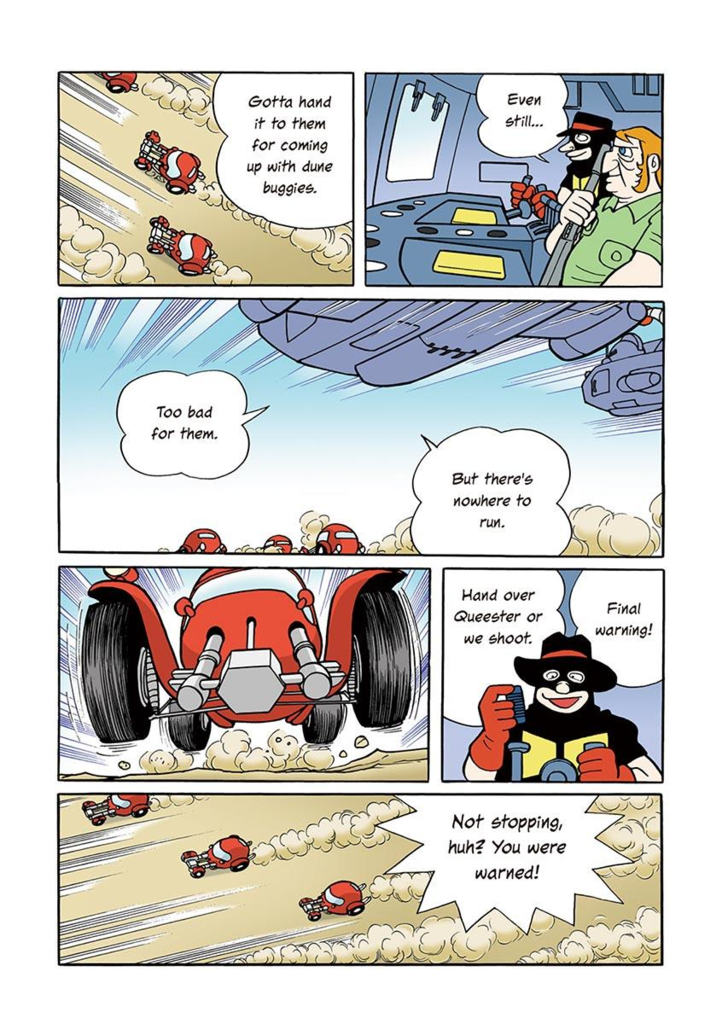 Gotta hand
it to them
for coming
up with dune
buggies.
Even
still...
Too bad
for them.
But there's
nowhere to
run.
Hand over
Queester or
we shoot.
Final
warning!
Not stopping,
huh? You were
warned!